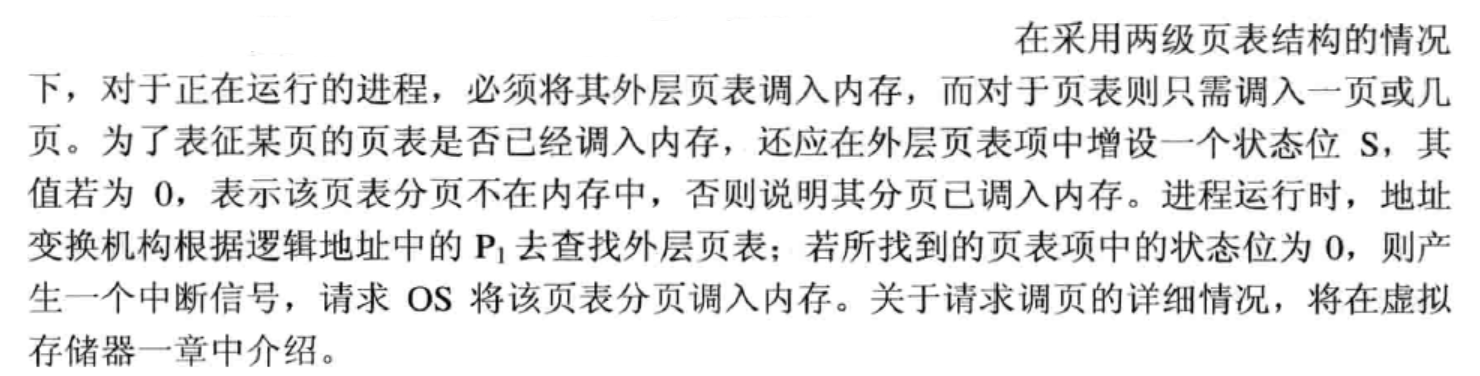 在采用两级页表结构的情况
下，对于正在运行的进程，必须将其外层页表调入内存，而对于页表则只需调入一页或几
页。为了表征某页的页表是否已经调入内存，还应在外层页表项中增设一个状态位 S，其
值若为 0，表示该页表分页不在内存中，否则说明其分页已调入内存。进程运行时，地址
变换机构根据逻辑地址中的 P₁ 去查找外层页表；若所找到的页表项中的状态位为 0，则产
生一个中断信号，请求 OS 将该页表分页调入内存。关于请求调页的详细情况，将在虚拟
存储器一章中介绍。